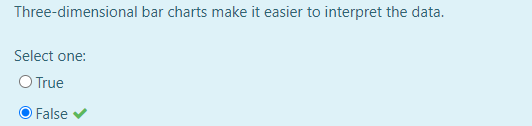 Three-dimensional bar charts make it easier to interpret the data.
Select one:
True
False